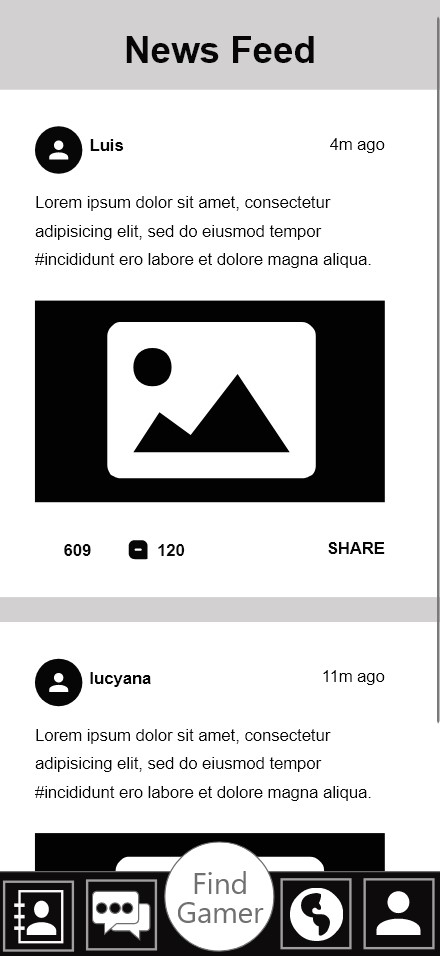 News Feed
Luis
4m ago
Lorem ipsum dolor sit amet, consectetur
adipisicing elit, sed do eiusmod tempor
#incididunt ero labore et dolore magna aliqua.
609
120
SHARE
lucyana
11m ago
Lorem ipsum dolor sit amet, consectetur
adipisicing elit, sed do eiusmod tempor
#incididunt ero labore et dolore magna aliqua.
Find
Gamer